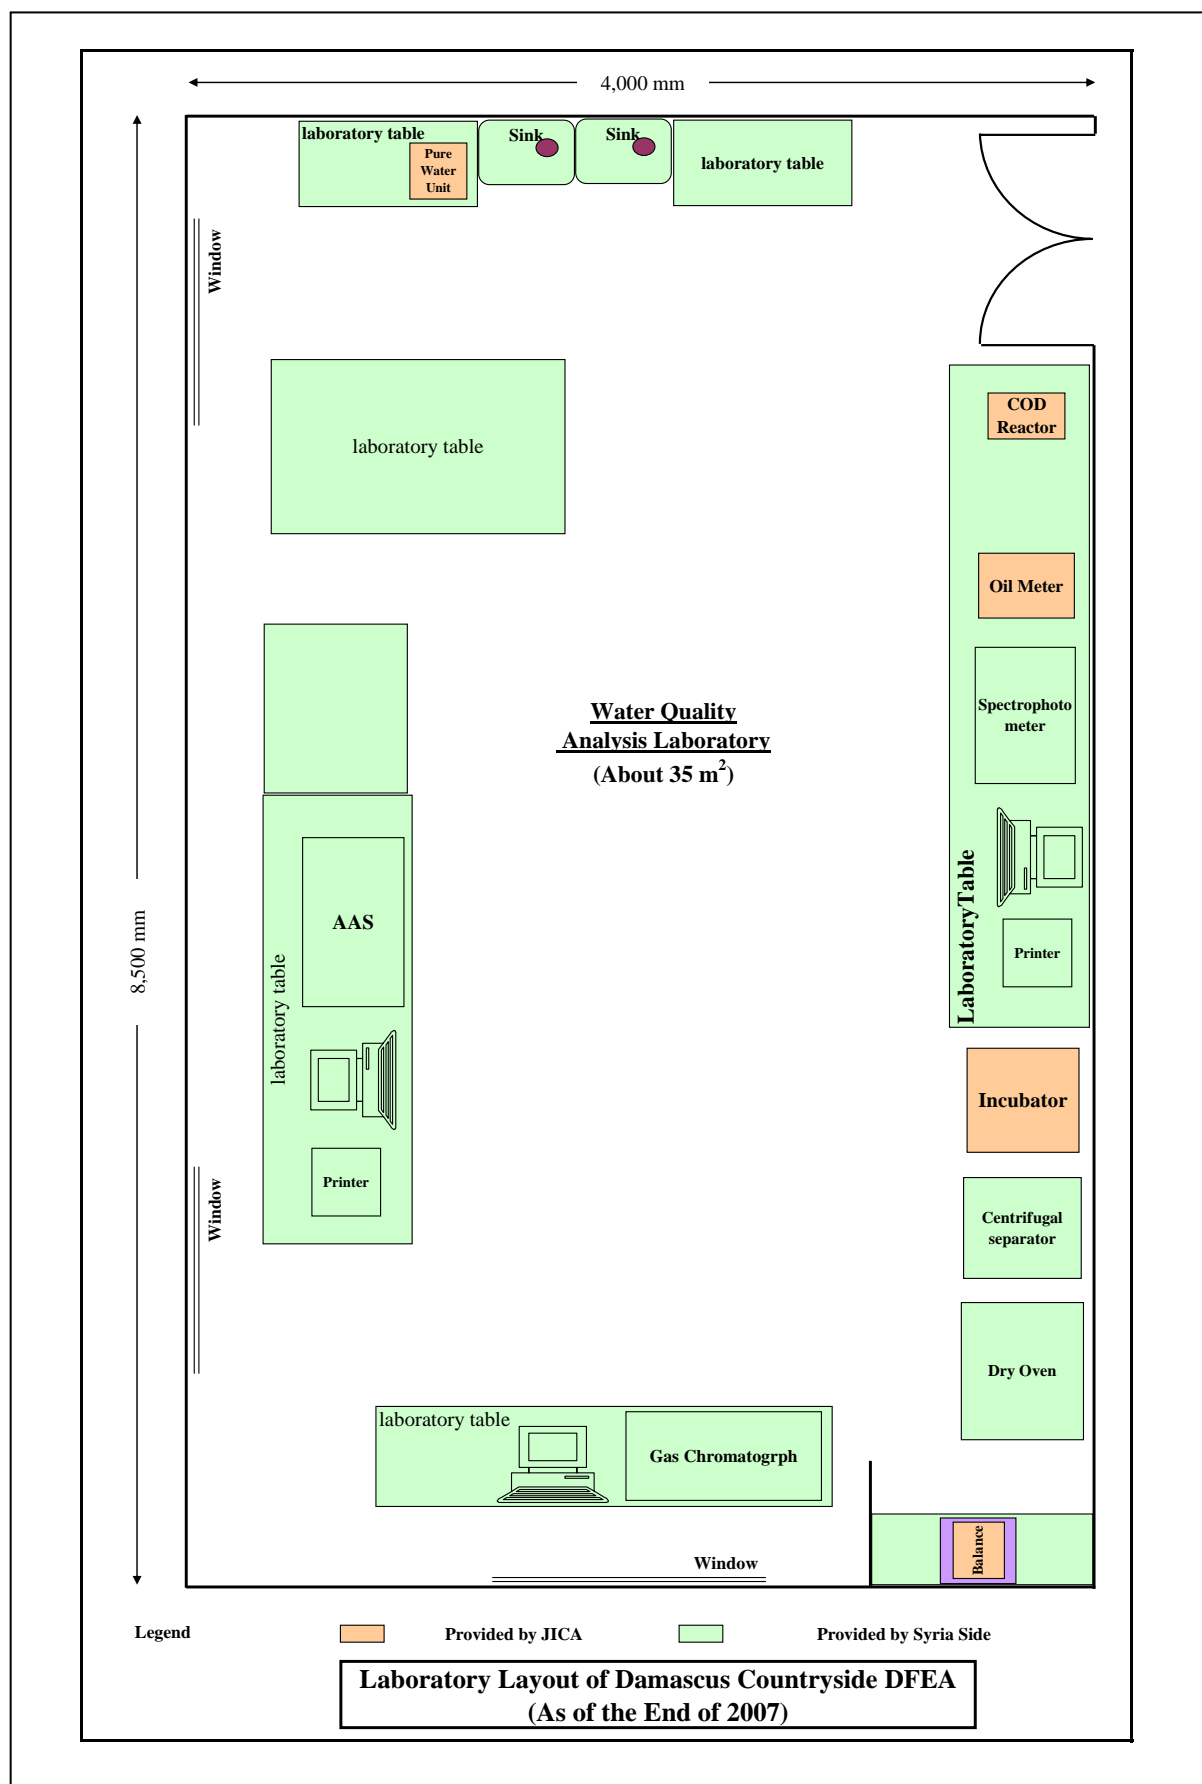 4,000 mm
laboratory table
Sink
Sink
Pure
Water
Unit
laboratory table
Window
laboratory table
COD
Reactor
Oil Meter
Spectrophoto
meter
Water Quality
Analysis Laboratory
(About 35 m²)
8,500 mm
AAS
laboratory table
Printer
LaboratoryTable
Printer
Incubator
Window
Centrifugal
separator
Dry Oven
laboratory table
Gas Chromatogrph
Balance
Window
Legend
Provided by JICA
Provided by Syria Side
Laboratory Layout of Damascus Countryside DFEA
(As of the End of 2007)